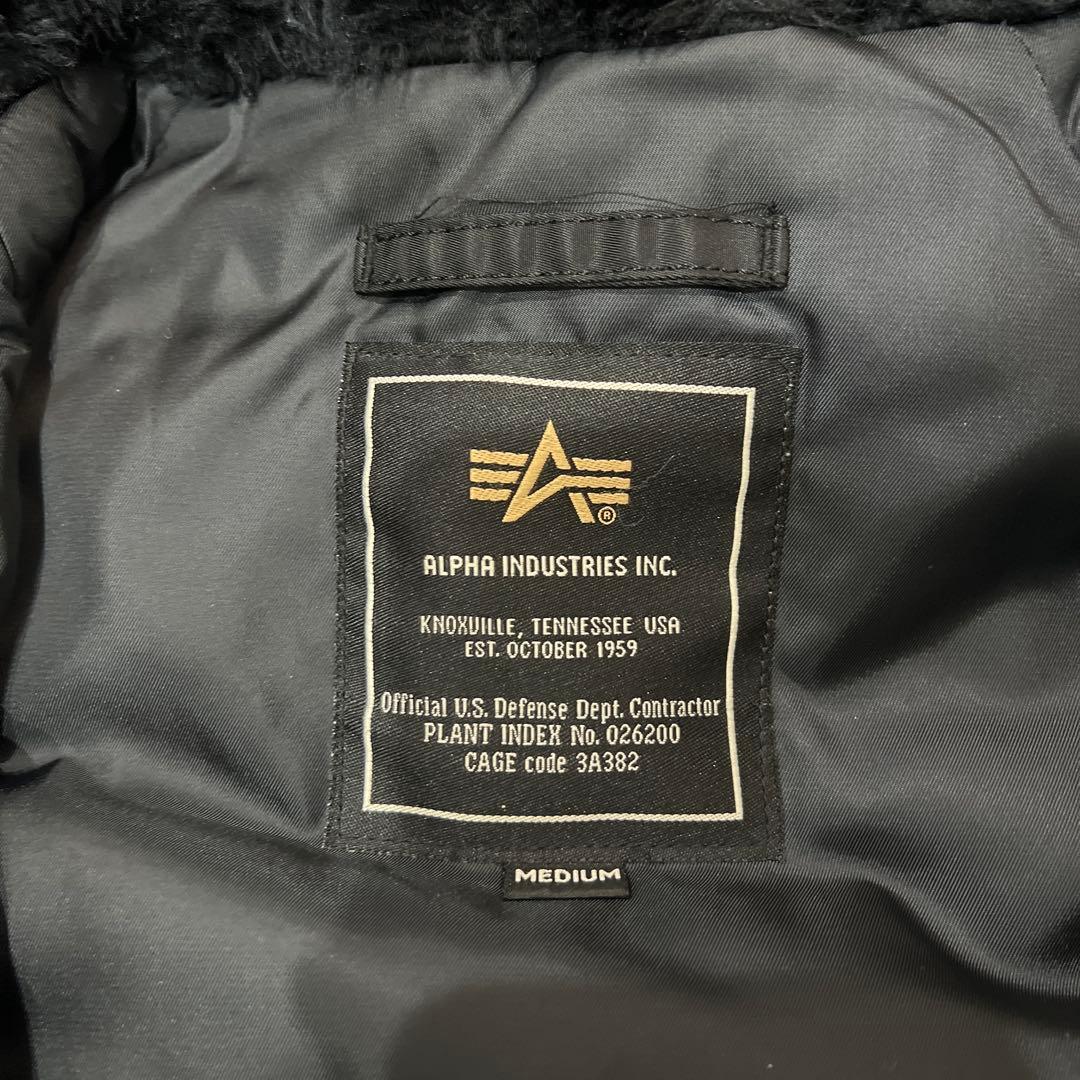 ®
ALPHA INDUSTRIES INC.
KNOXVILLE, TENNESSEE USA
EST. OCTOBER 1959
Official U.S. Defense Dept. Contractor
PLANT INDEX No. 026200
CAGE code 3A382
MEDIUM